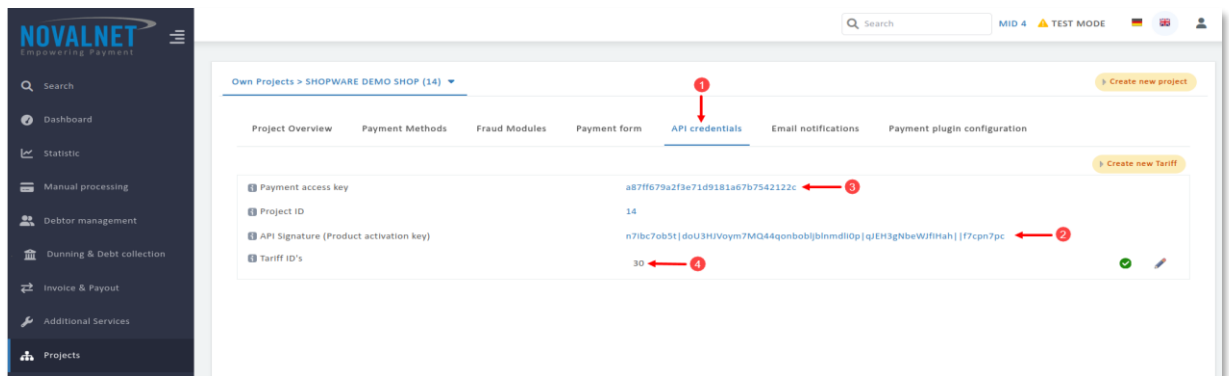 NOVALNET
Empowering Payment
Search
MID 4 TEST MODE
Search
Dashboard
Statistic
Manual processing
Debtor management
Dunning & Debt collection
Invoice & Payout
Additional Services
Projects
Own Projects > SHOPWARE DEMO SHOP (14)
Create new project
1
Project Overview Payment Methods Fraud Modules Payment form API credentials Email notifications Payment plugin configuration
Create new Tariff
Payment access key a87ff679a2f3e71d9181a67b7542122c 3
Project ID 14
API Signature (Product activation key) 2
Tariff ID's 30 4